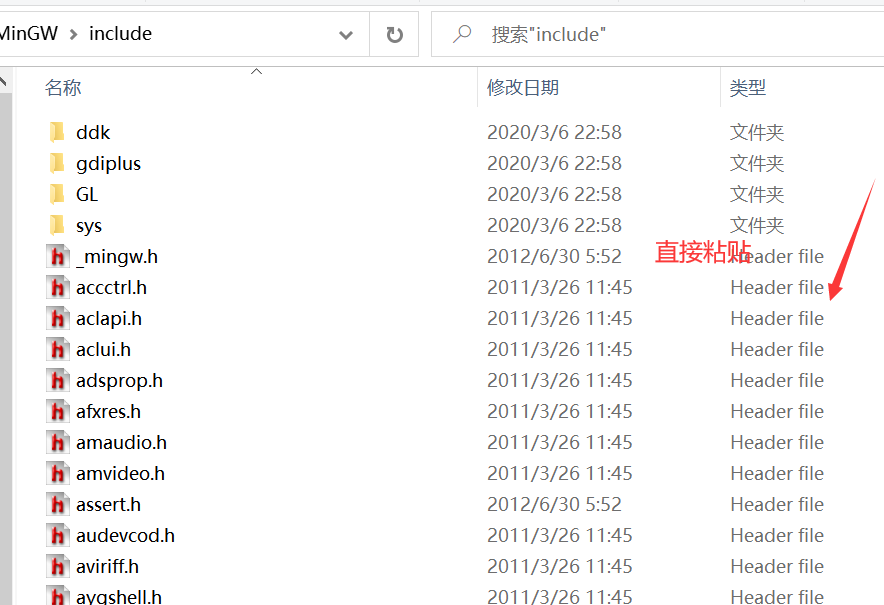 MinGW > include 搜索"include"
名称 修改日期 类型
ddk 2020/3/6 22:58 文件夹
gdiplus 2020/3/6 22:58 文件夹
GL 2020/3/6 22:58 文件夹
sys 2020/3/6 22:58 文件夹
直接粘贴
_mingw.h 2012/6/30 5:52 Header file
accctrl.h 2011/3/26 11:45 Header file
aclapi.h 2011/3/26 11:45 Header file
aclui.h 2011/3/26 11:45 Header file
adsprop.h 2011/3/26 11:45 Header file
afxres.h 2011/3/26 11:45 Header file
amaudio.h 2011/3/26 11:45 Header file
amvideo.h 2011/3/26 11:45 Header file
assert.h 2012/6/30 5:52 Header file
audevcod.h 2011/3/26 11:45 Header file
aviriff.h 2011/3/26 11:45 Header file
aygshell.h 2011/3/26 11:45 Header file